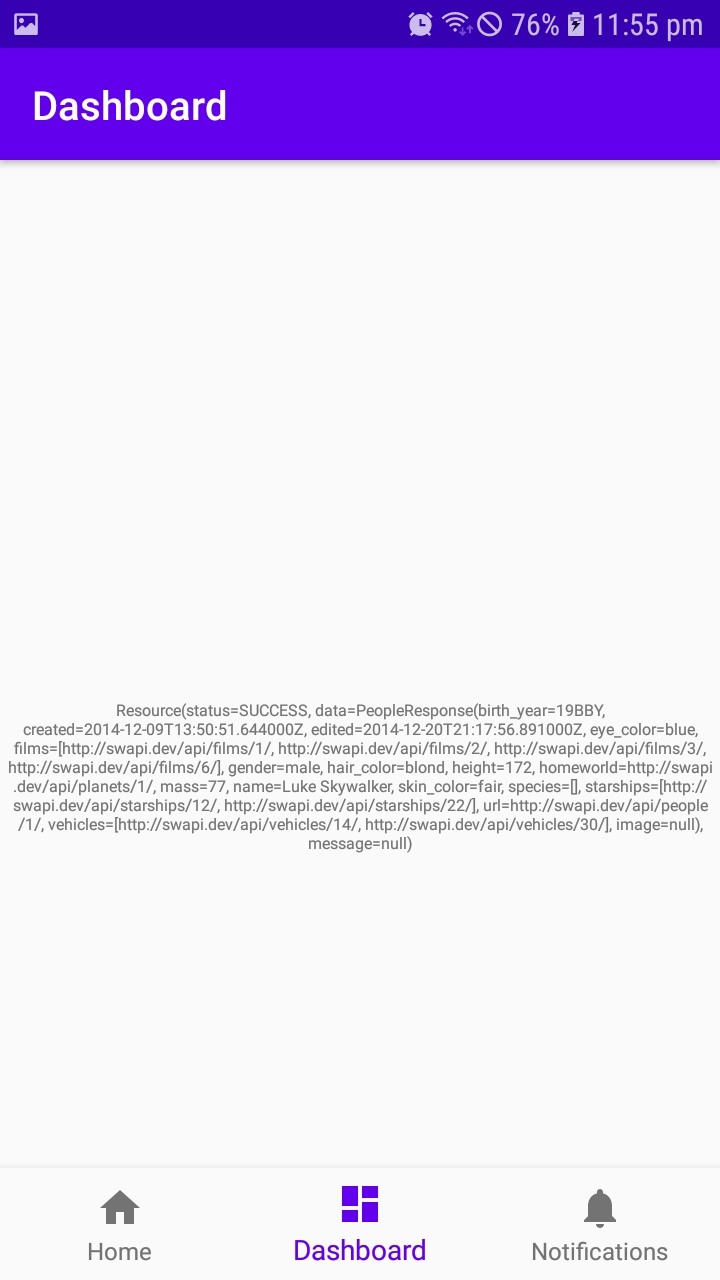 76% 11:55 pm
Dashboard
Resource(status=SUCCESS, data=PeopleResponse(birth_year=19BBY,
created=2014-12-09T13:50:51.644000Z, edited=2014-12-20T21:17:56.891000Z, eye_color=blue,
films=[http://swapi.dev/api/films/1/, http://swapi.dev/api/films/2/, http://swapi.dev/api/films/3/,
http://swapi.dev/api/films/6/], gender=male, hair_color=blond, height=172, homeworld=http://swapi
.dev/api/planets/1/, mass=77, name=Luke Skywalker, skin_color=fair, species=[], starships=[http://
swapi.dev/api/starships/12/, http://swapi.dev/api/starships/22/], url=http://swapi.dev/api/people
/1/, vehicles=[http://swapi.dev/api/vehicles/14/, http://swapi.dev/api/vehicles/30/], image=null),
message=null)
Home
Dashboard
Notifications